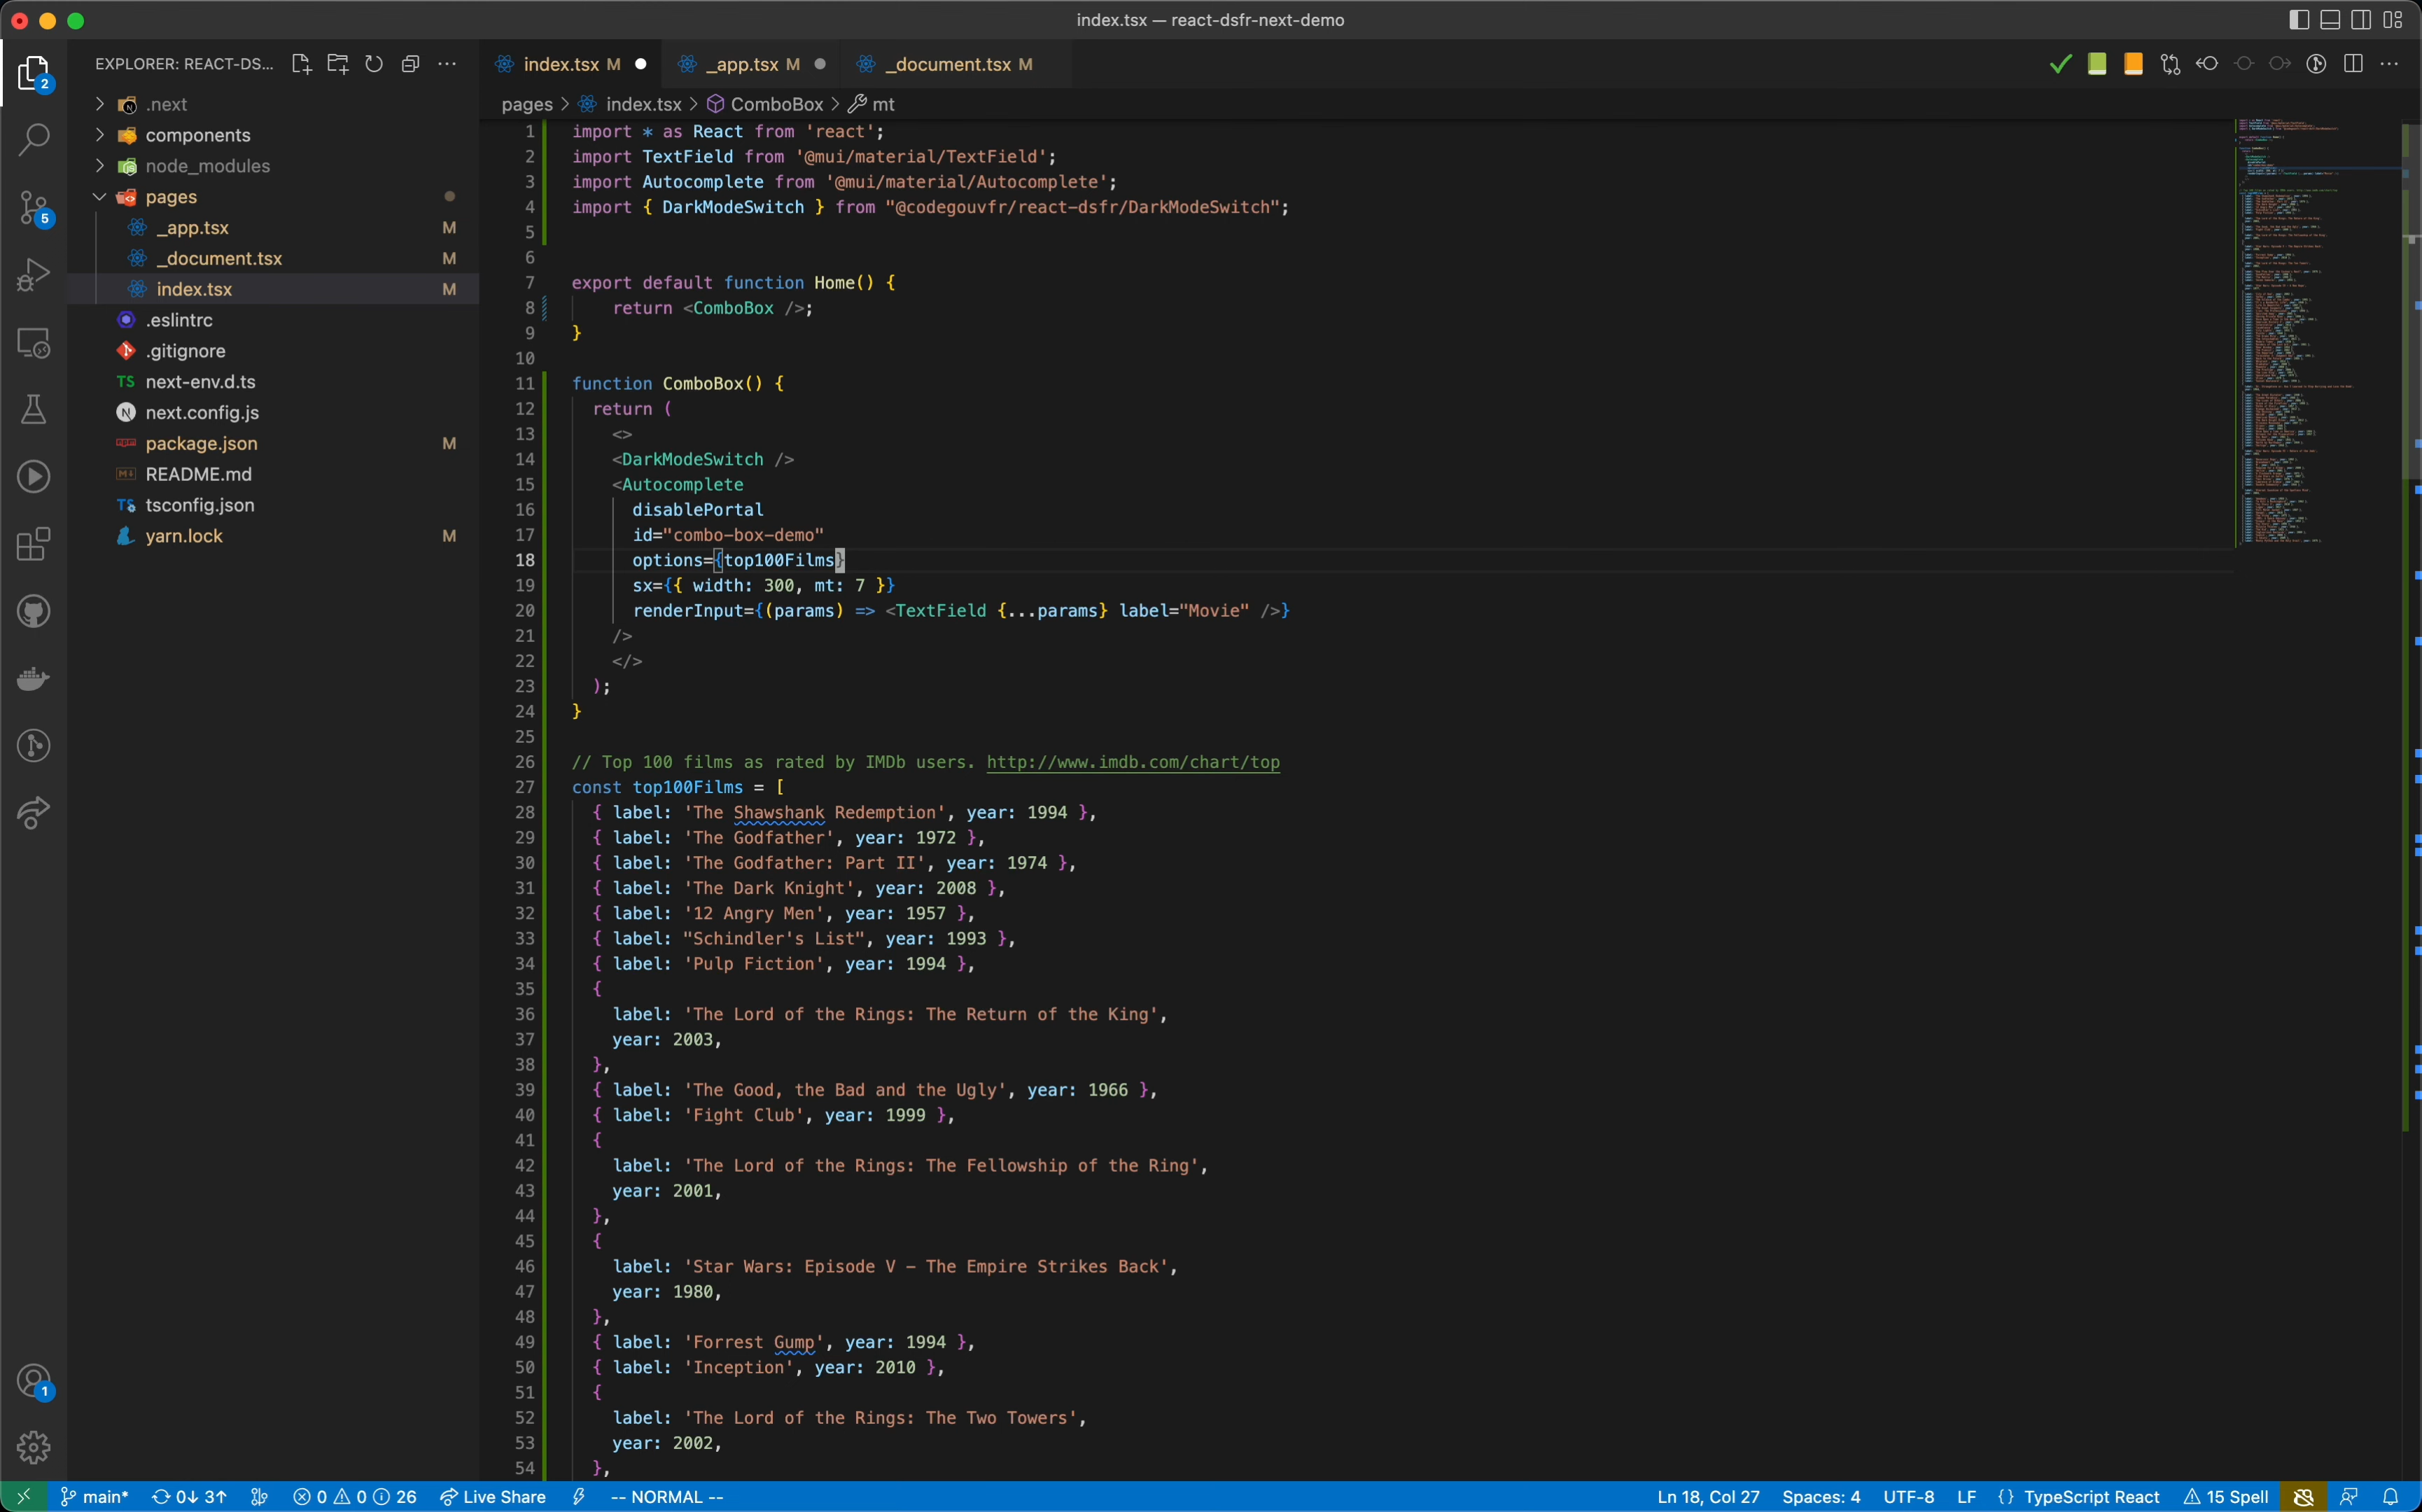 index.tsx — react-dsfr-next-demo
EXPLORER: REACT-DS...
index.tsx M
_app.tsx M
_document.tsx M
2
5
1
.next
components
node_modules
pages
_app.tsx M
_document.tsx M
index.tsx M
.eslintrc
.gitignore
TS next-env.d.ts
N next.config.js
package.json M
README.md
TS tsconfig.json
yarn.lock M
pages > index.tsx > ComboBox > mt
1 import * as React from 'react';
2 import TextField from '@mui/material/TextField';
3 import Autocomplete from '@mui/material/Autocomplete';
4 import { DarkModeSwitch } from "@codegouvfr/react-dsfr/DarkModeSwitch";
5
6
7 export default function Home() {
8 return <ComboBox />;
9 }
10
11 function ComboBox() {
12 return (
13 <>
14 <DarkModeSwitch />
15 <Autocomplete
16 disablePortal
17 id="combo-box-demo"
18 options={top100Films}
19 sx={{ width: 300, mt: 7 }}
20 renderInput={(params) => <TextField {...params} label="Movie" />}
21 />
22 </>
23 );
24 }
25
26 // Top 100 films as rated by IMDb users. http://www.imdb.com/chart/top
27 const top100Films = [
28 { label: 'The Shawshank Redemption', year: 1994 },
29 { label: 'The Godfather', year: 1972 },
30 { label: 'The Godfather: Part II', year: 1974 },
31 { label: 'The Dark Knight', year: 2008 },
32 { label: '12 Angry Men', year: 1957 },
33 { label: "Schindler's List", year: 1993 },
34 { label: 'Pulp Fiction', year: 1994 },
35 {
36 label: 'The Lord of the Rings: The Return of the King',
37 year: 2003,
38 },
39 { label: 'The Good, the Bad and the Ugly', year: 1966 },
40 { label: 'Fight Club', year: 1999 },
41 {
42 label: 'The Lord of the Rings: The Fellowship of the Ring',
43 year: 2001,
44 },
45 {
46 label: 'Star Wars: Episode V – The Empire Strikes Back',
47 year: 1980,
48 },
49 { label: 'Forrest Gump', year: 1994 },
50 { label: 'Inception', year: 2010 },
51 {
52 label: 'The Lord of the Rings: The Two Towers',
53 year: 2002,
54 },
main* 0↓ 3↑ 0 0 26 Live Share -- NORMAL -- Ln 18, Col 27 Spaces: 4 UTF-8 LF {} TypeScript React 15 Spell